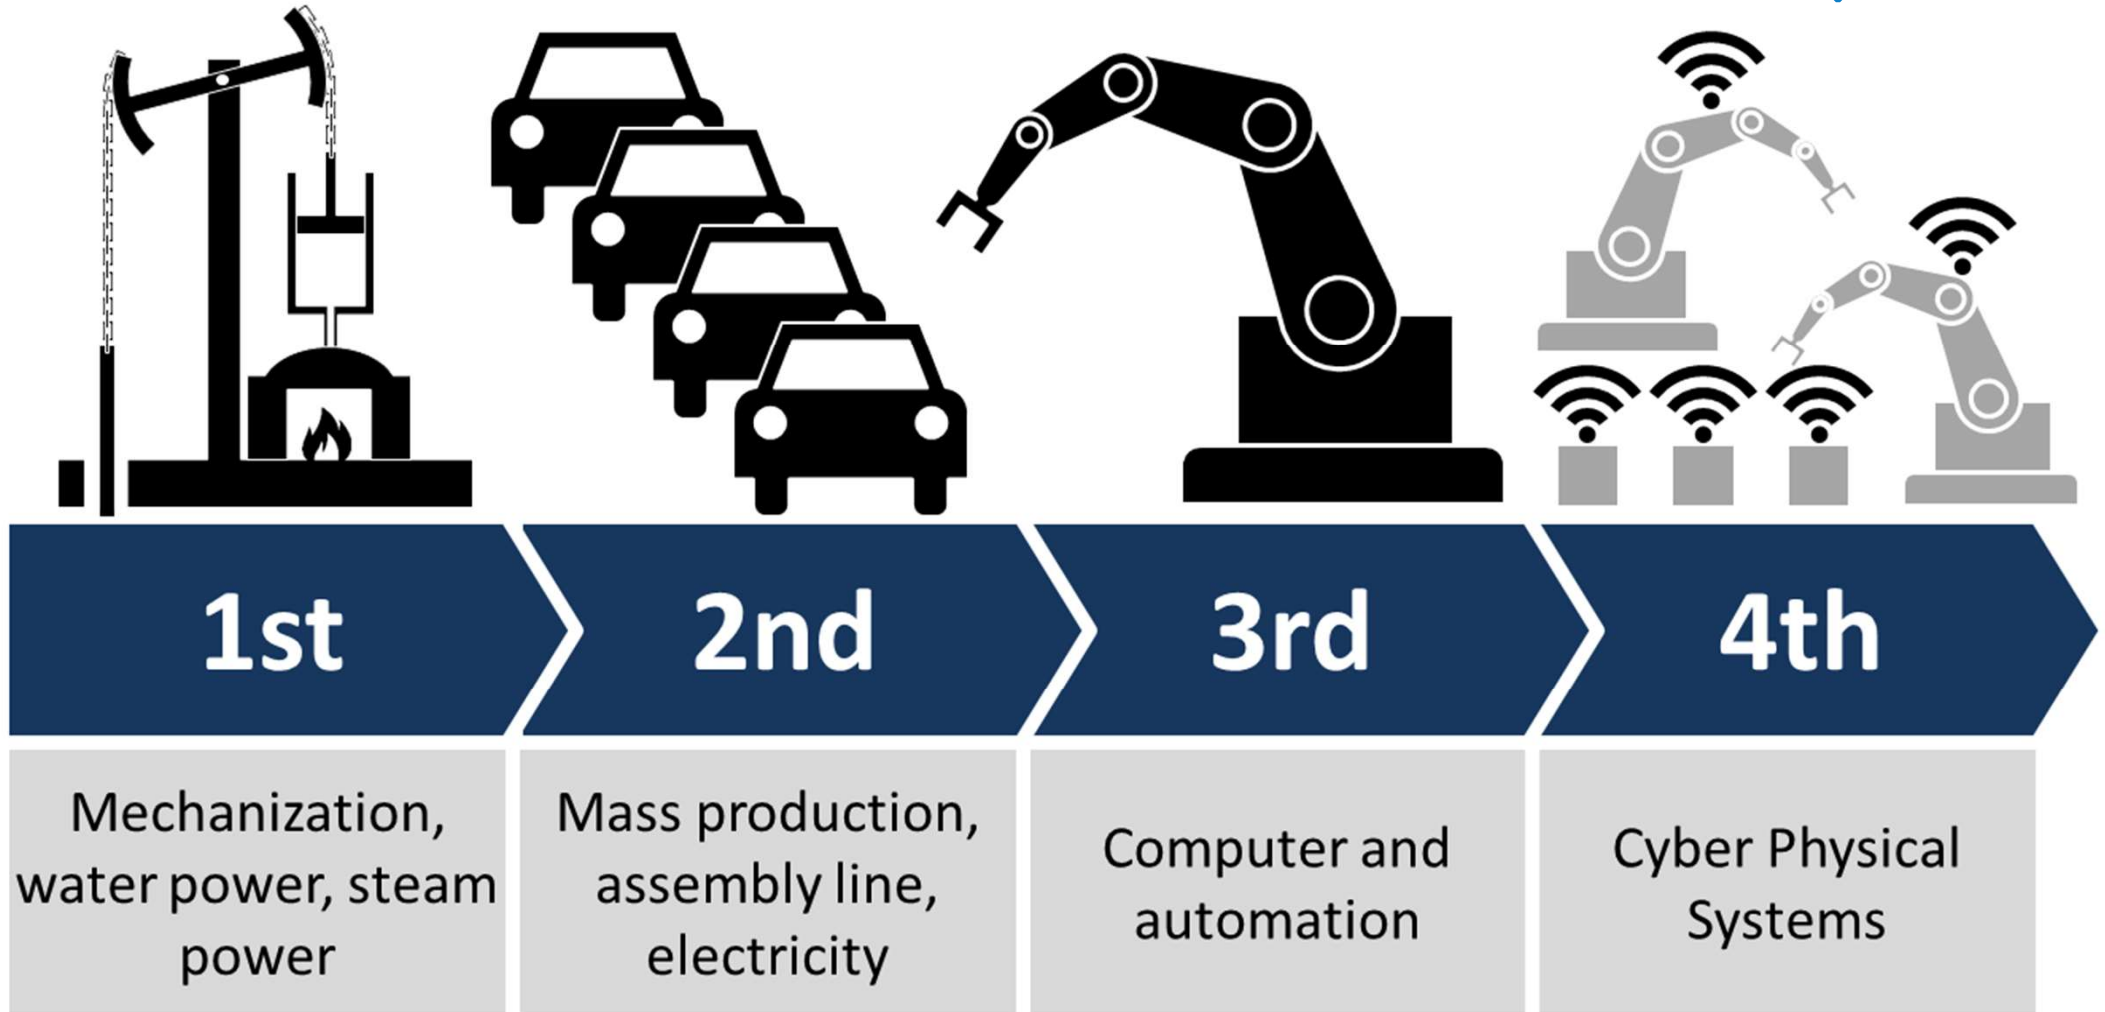 1st
2nd
3rd
4th
Mechanization,
water power, steam
power
Mass production,
assembly line,
electricity
Computer and
automation
Cyber Physical
Systems